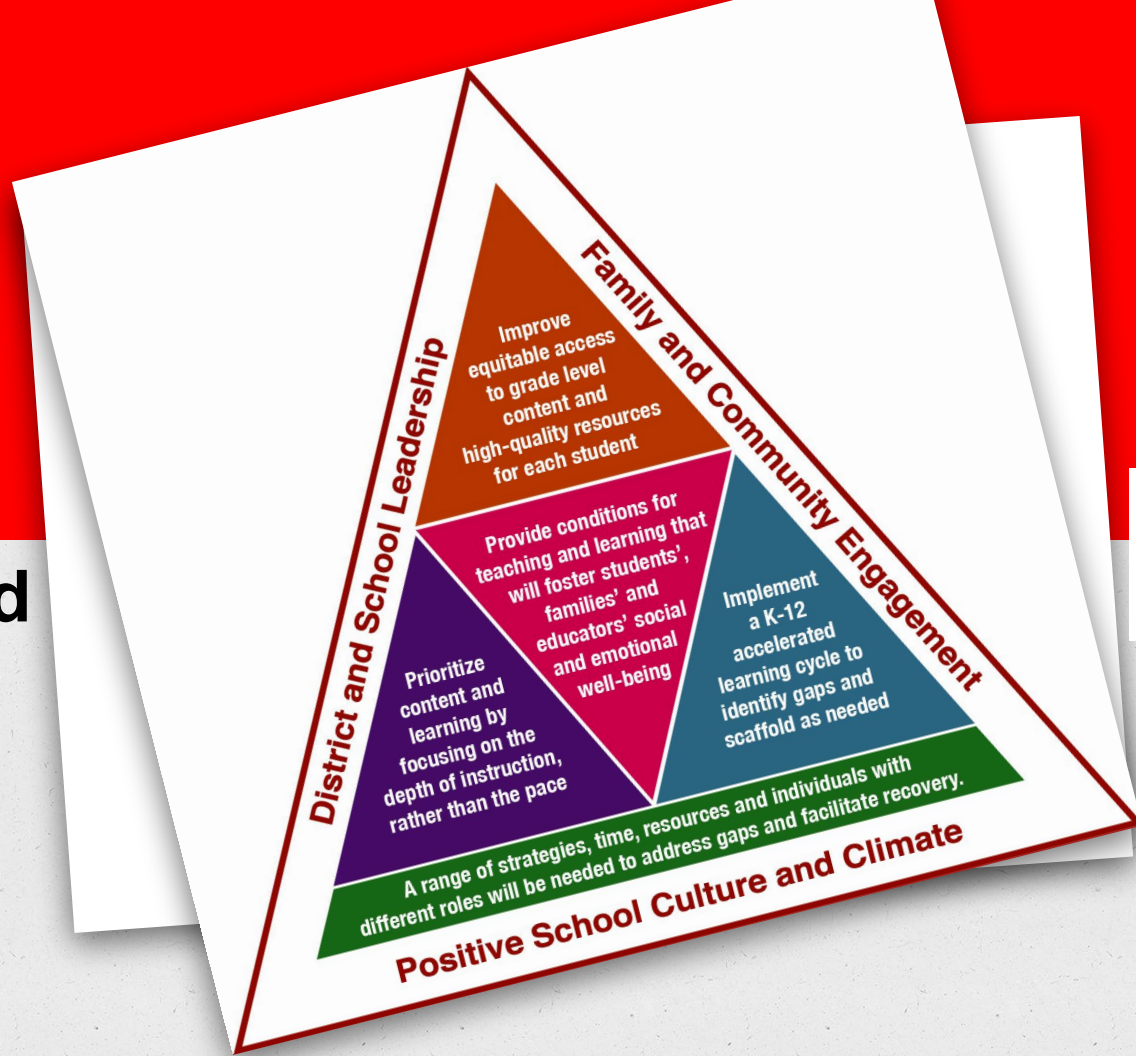 d
District and School Leadership
Family and Community Engagement
Improve
equitable access
to grade level
content and
high-quality resources
for each student
Provide conditions for
teaching and learning that
will foster students',
families' and
educators' social
and emotional
well-being
Prioritize
content and
learning by
focusing on the
depth of instruction,
rather than the pace
Implement
a K-12
accelerated
learning cycle to
identify gaps and
scaffold as needed
A range of strategies, time, resources and individuals with
different roles will be needed to address gaps and facilitate recovery.
Positive School Culture and Climate